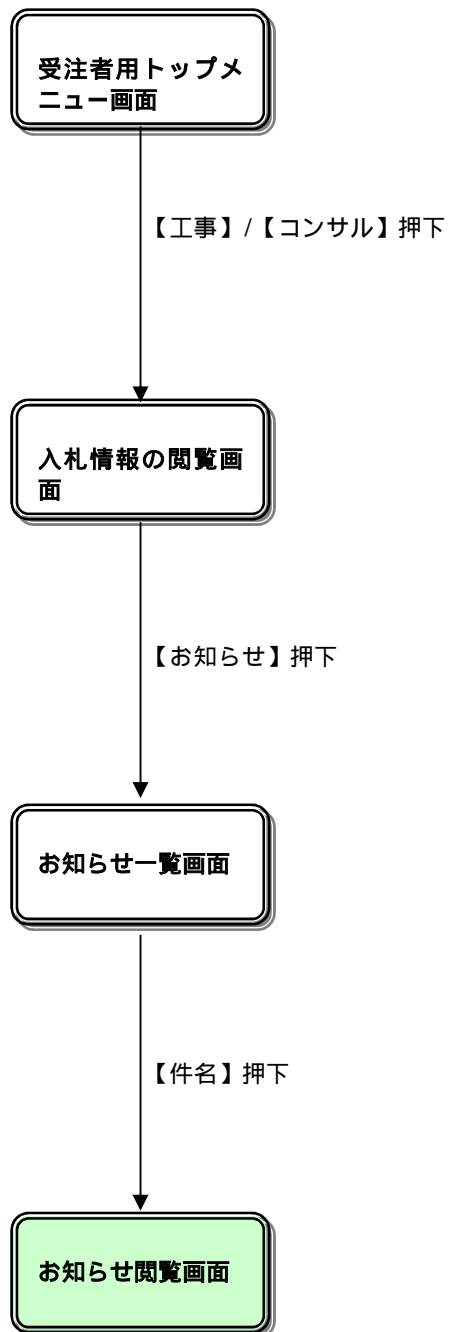 受注者用トップメ
ニュー画面
【工事】/【コンサル】押下
入札情報の閲覧画
面
【お知らせ】押下
お知らせ一覧画面
【件名】押下
お知らせ閲覧画面